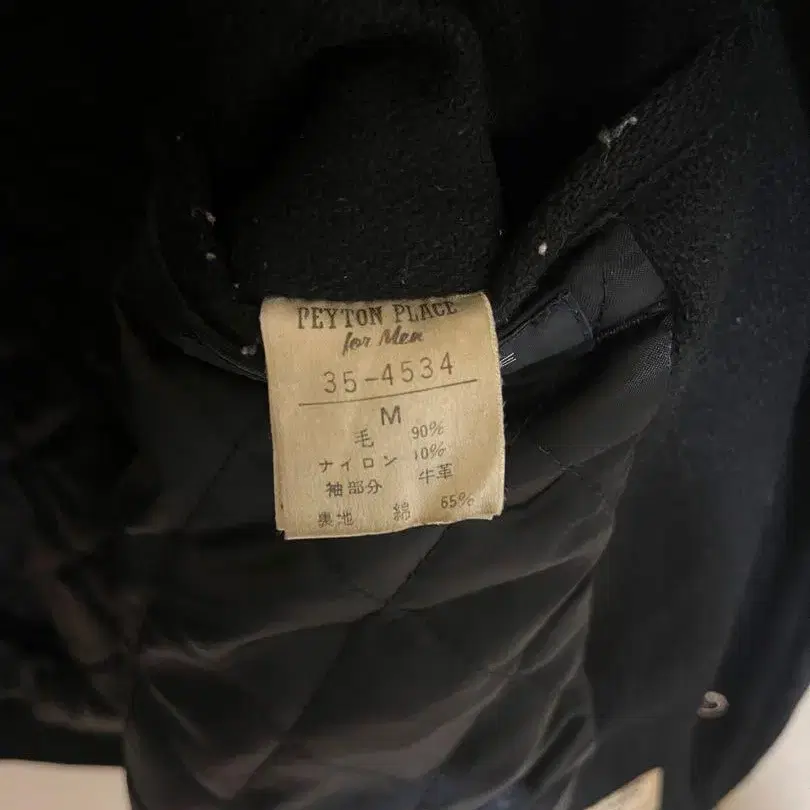 PEYTON PLACE
for Men
35-4534
M
毛 90%
ナイロン 10%
袖部分 牛革
裏地 綿 65%